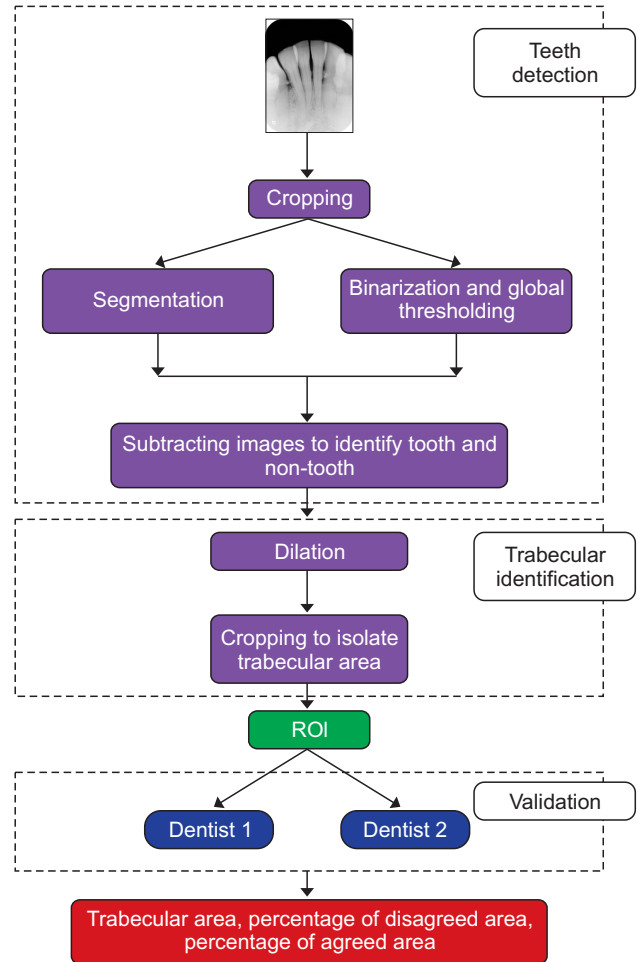 Teeth
detection
Cropping
Segmentation
Binarization and global
thresholding
Subtracting images to identify tooth and
non-tooth
Dilation
Trabecular
identification
Cropping to isolate
trabecular area
ROI
Validation
Dentist 1
Dentist 2
Trabecular area, percentage of disagreed area,
percentage of agreed area